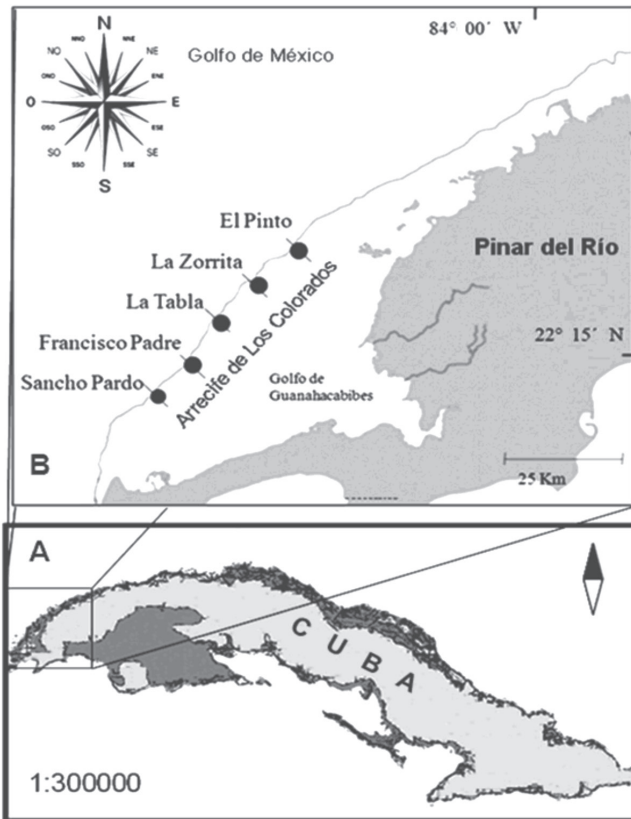 84° 00´ W
N
NNO
NNE
NO
NE
Golfo de México
ONO
ENE
O
E
OSO
ESE
SO
SE
SSO
SSE
S
El Pinto
La Zorrita
La Tabla
Francisco Padre
Sancho Pardo
Arrecife de Los Colorados
Pinar del Río
22° 15´ N
Golfo de
Guanahacabibes
B
25 Km
A
CUBA
1:300000